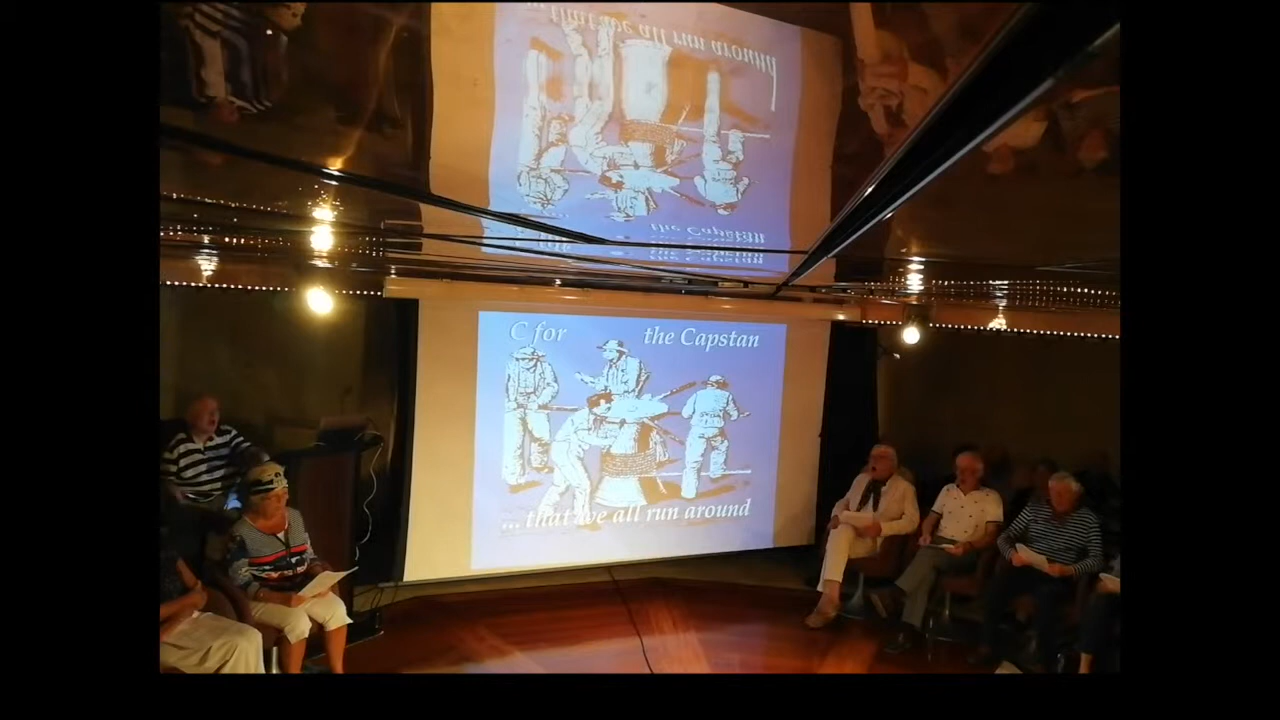 C for the Capstan
... that we all run around